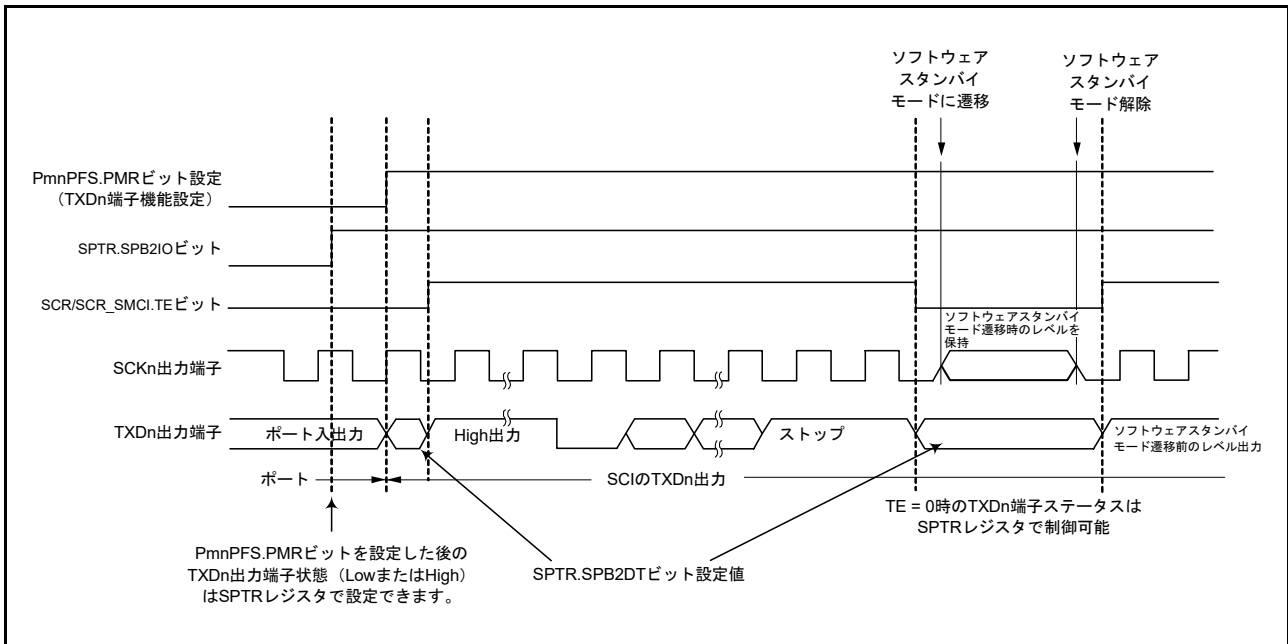 ソフトウェア
スタンバイ
モードに遷移
ソフトウェア
スタンバイ
モード解除
PmnPFS.PMRビット設定
（TXDn端子機能設定）
SPTR.SPB2IOビット
SCR/SCR_SMCI.TEビット
ソフトウェアスタンバイ
モード遷移時のレベルを
保持
SCKn出力端子
TXDn出力端子
ポート入出力
High出力
ストップ
ソフトウェアスタンバイ
モード遷移前のレベル出力
ポート
SCIのTXDn出力
TE = 0時のTXDn端子ステータスは
SPTRレジスタで制御可能
PmnPFS.PMRビットを設定した後の
TXDn出力端子状態（LowまたはHigh）
はSPTRレジスタで設定できます。
SPTR.SPB2DTビット設定値